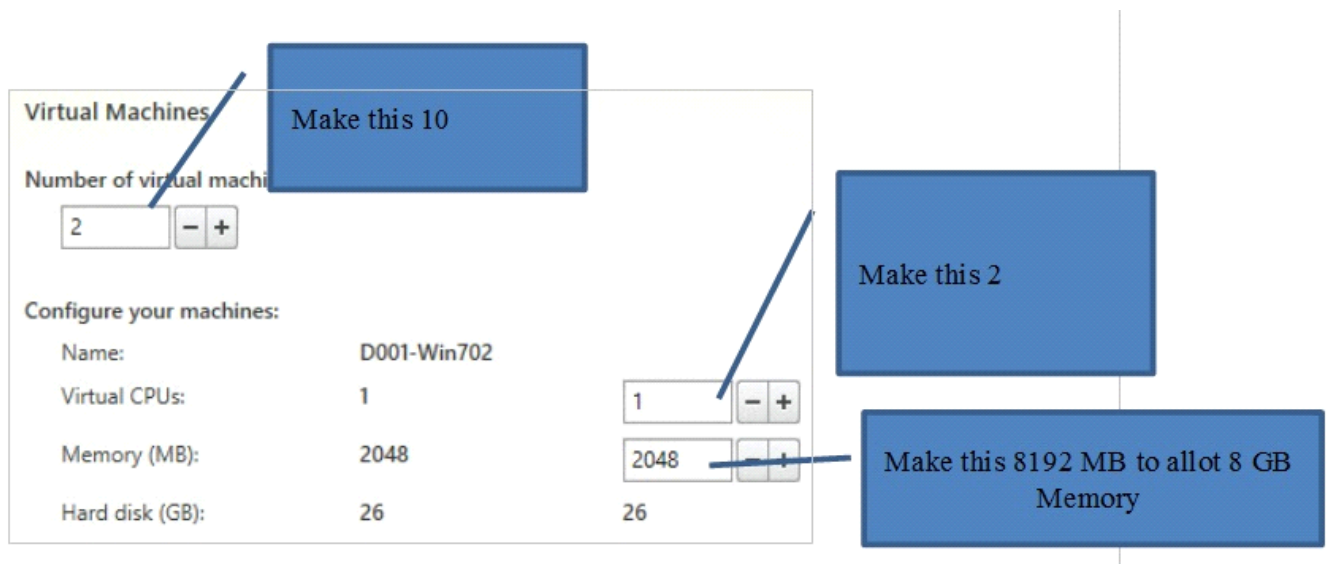 Make this 10
Virtual Machines
Number of virtual machi
2 - +
Make this 2
Configure your machines:
Name: D001-Win702
Virtual CPUs: 1 1 - +
Memory (MB): 2048 2048 - +
Make this 8192 MB to allot 8 GB
Memory
Hard disk (GB): 26 26